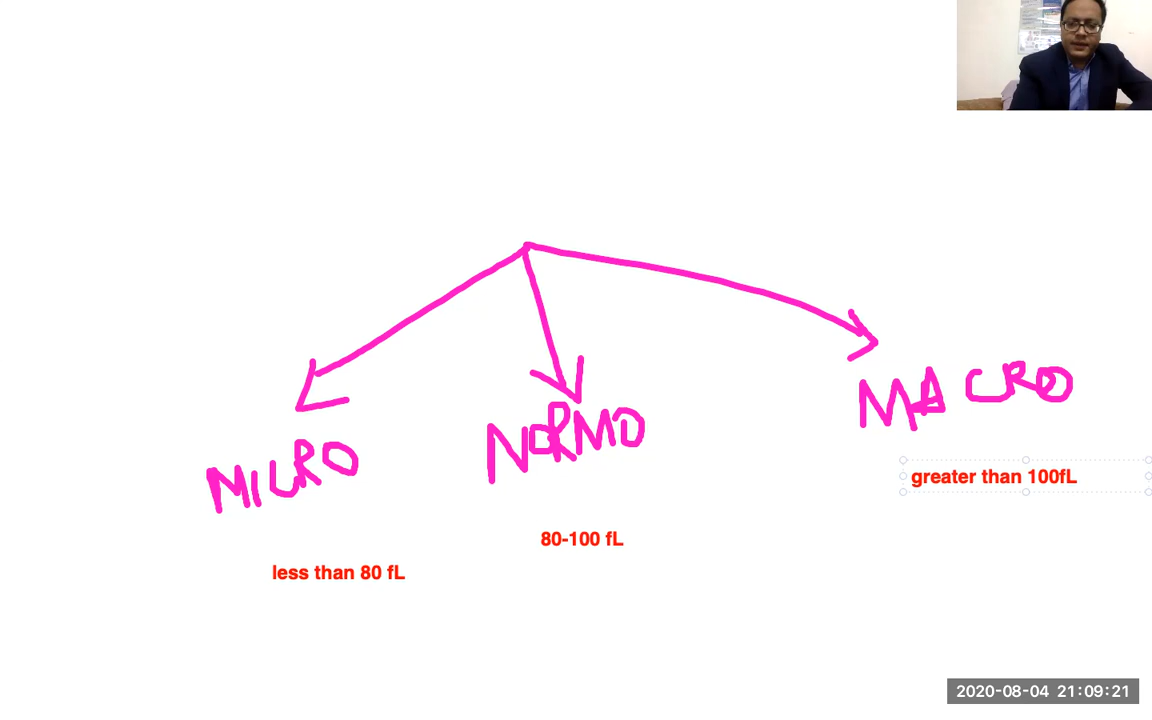 MICRO
NORMO
MACRO
greater than 100fL
80-100 fL
less than 80 fL
2020-08-04 21:09:21